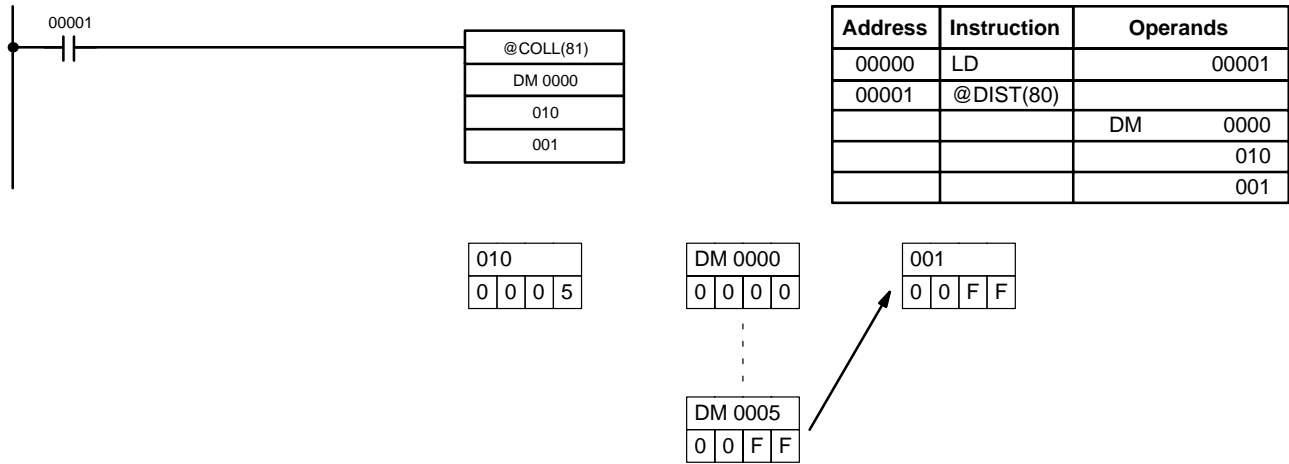 00001
@COLL(81)
DM 0000
010
001
Address Instruction Operands
00000 LD 00001
00001 @DIST(80)
DM 0000
010
001
010 DM 0000 001
0 0 0 5 0 0 0 0 0 0 F F
DM 0005
0 0 F F